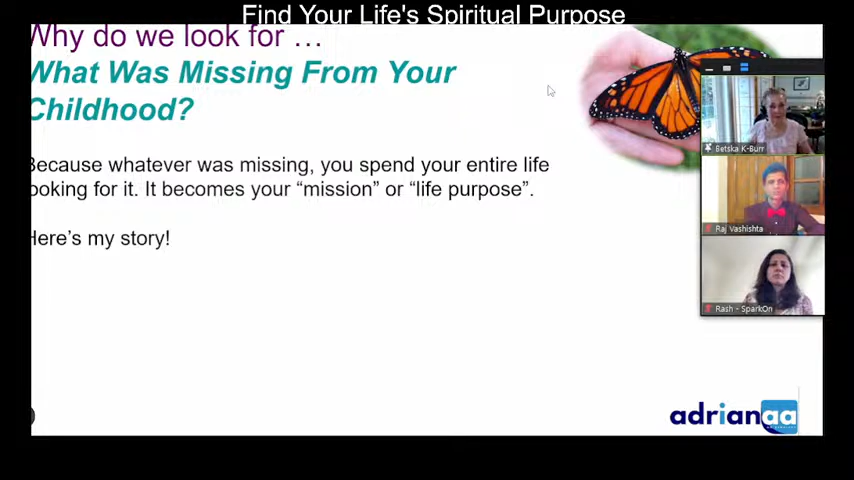 Find Your Life's Spiritual Purpose
Why do we look for …
What Was Missing From Your
Childhood?
Because whatever was missing, you spend your entire life
ooking for it. It becomes your “mission” or “life purpose”.
Here’s my story!
Betska K-Burr
Raj Vashishta
Rash - SparkOn
adrianaa